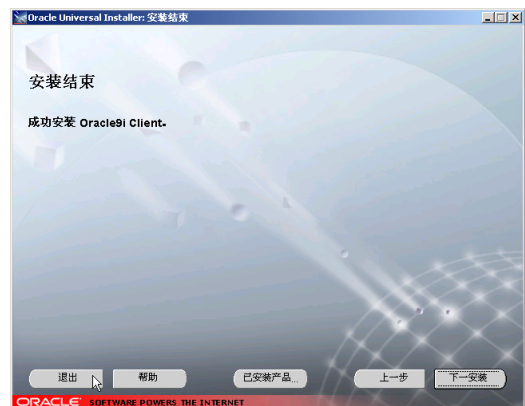 Oracle Universal Installer: 安装结束
安装结束
成功安装 Oracle9i Client。
退出
帮助
已安装产品...
上一步
下一安装
ORACLE SOFTWARE POWERS THE INTERNET